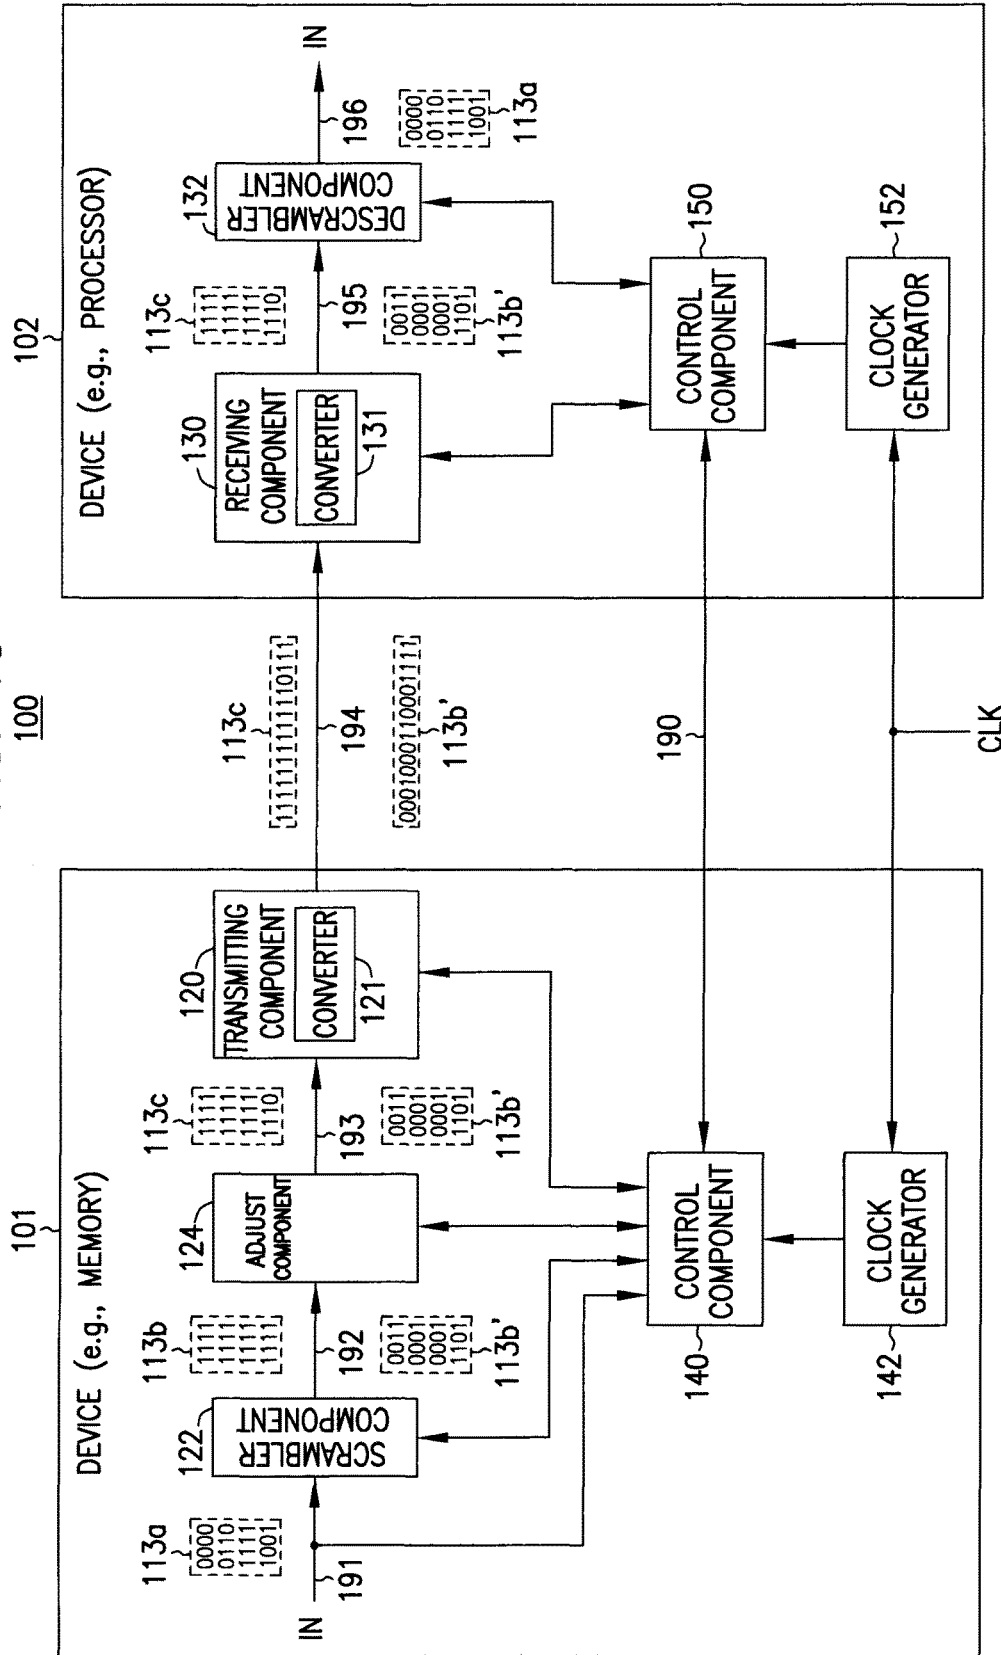 100
101
DEVICE (e.g., MEMORY)
IN
191
113a
0000
0110
1111
1001
122
SCRAMBLER
COMPONENT
113b
1111
1111
1111
1111
192
0011
0001
0001
1101
113b'
124
ADJUST
COMPONENT
113c
1111
1111
1111
1110
193
0011
0001
0001
1101
113b'
120
TRANSMITTING
COMPONENT
CONVERTER
121
140
CONTROL
COMPONENT
142
CLOCK
GENERATOR
113c
1111111111110111
194
0001000110001111
113b'
190
CLK
102
DEVICE (e.g., PROCESSOR)
130
RECEIVING
COMPONENT
CONVERTER
131
113c
1111
1111
1111
1110
195
0011
0001
0001
1101
113b'
132
DESCRAMBLER
COMPONENT
IN
196
0000
0110
1111
1001
113a
150
CONTROL
COMPONENT
152
CLOCK
GENERATOR